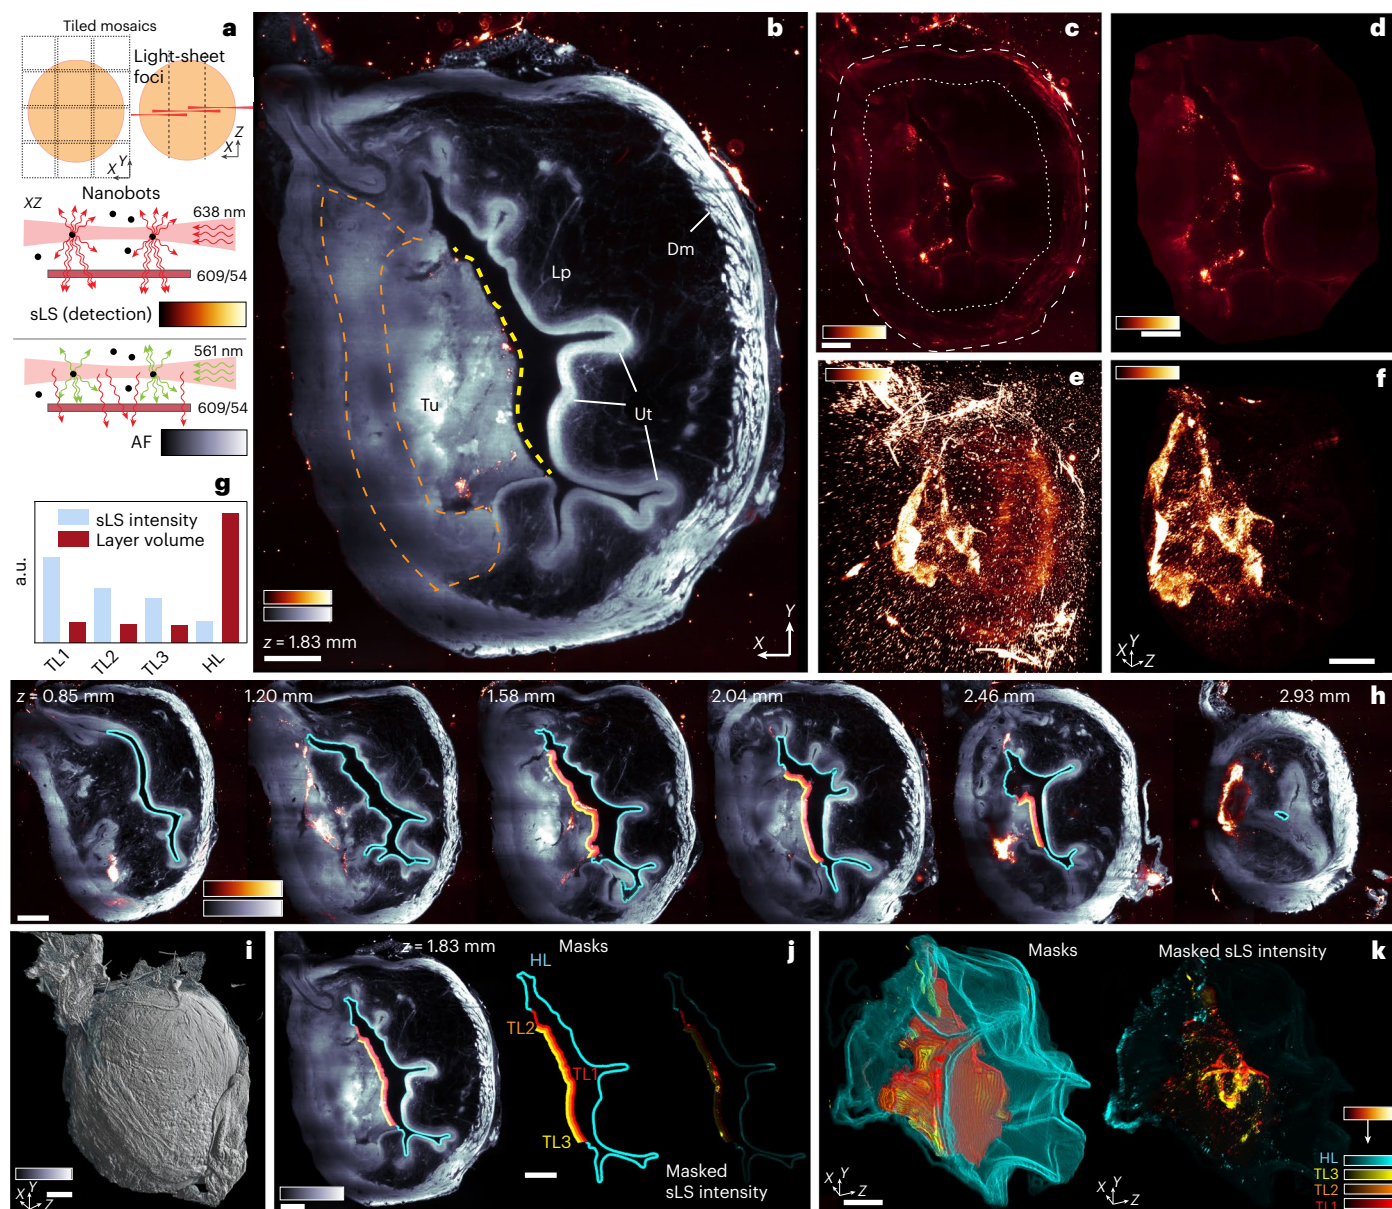 a
Tiled mosaics
Light-sheet
foci
Z
X
Y
X
Nanobots
XZ
638 nm
609/54
sLS (detection)
561 nm
609/54
AF
b
Lp
Dm
Tu
Ut
z = 1.83 mm
Y
X
c
d
e
f
X Y Z
g
sLS intensity
Layer volume
a.u.
TL1 TL2 TL3 HL
h
z = 0.85 mm 1.20 mm 1.58 mm 2.04 mm 2.46 mm 2.93 mm
i
X Y Z
j
z = 1.83 mm Masks
HL
TL2
TL1
TL3
Masked
sLS intensity
k
Masks Masked sLS intensity
X Y Z
X Y Z
HL
TL3
TL2
TL1